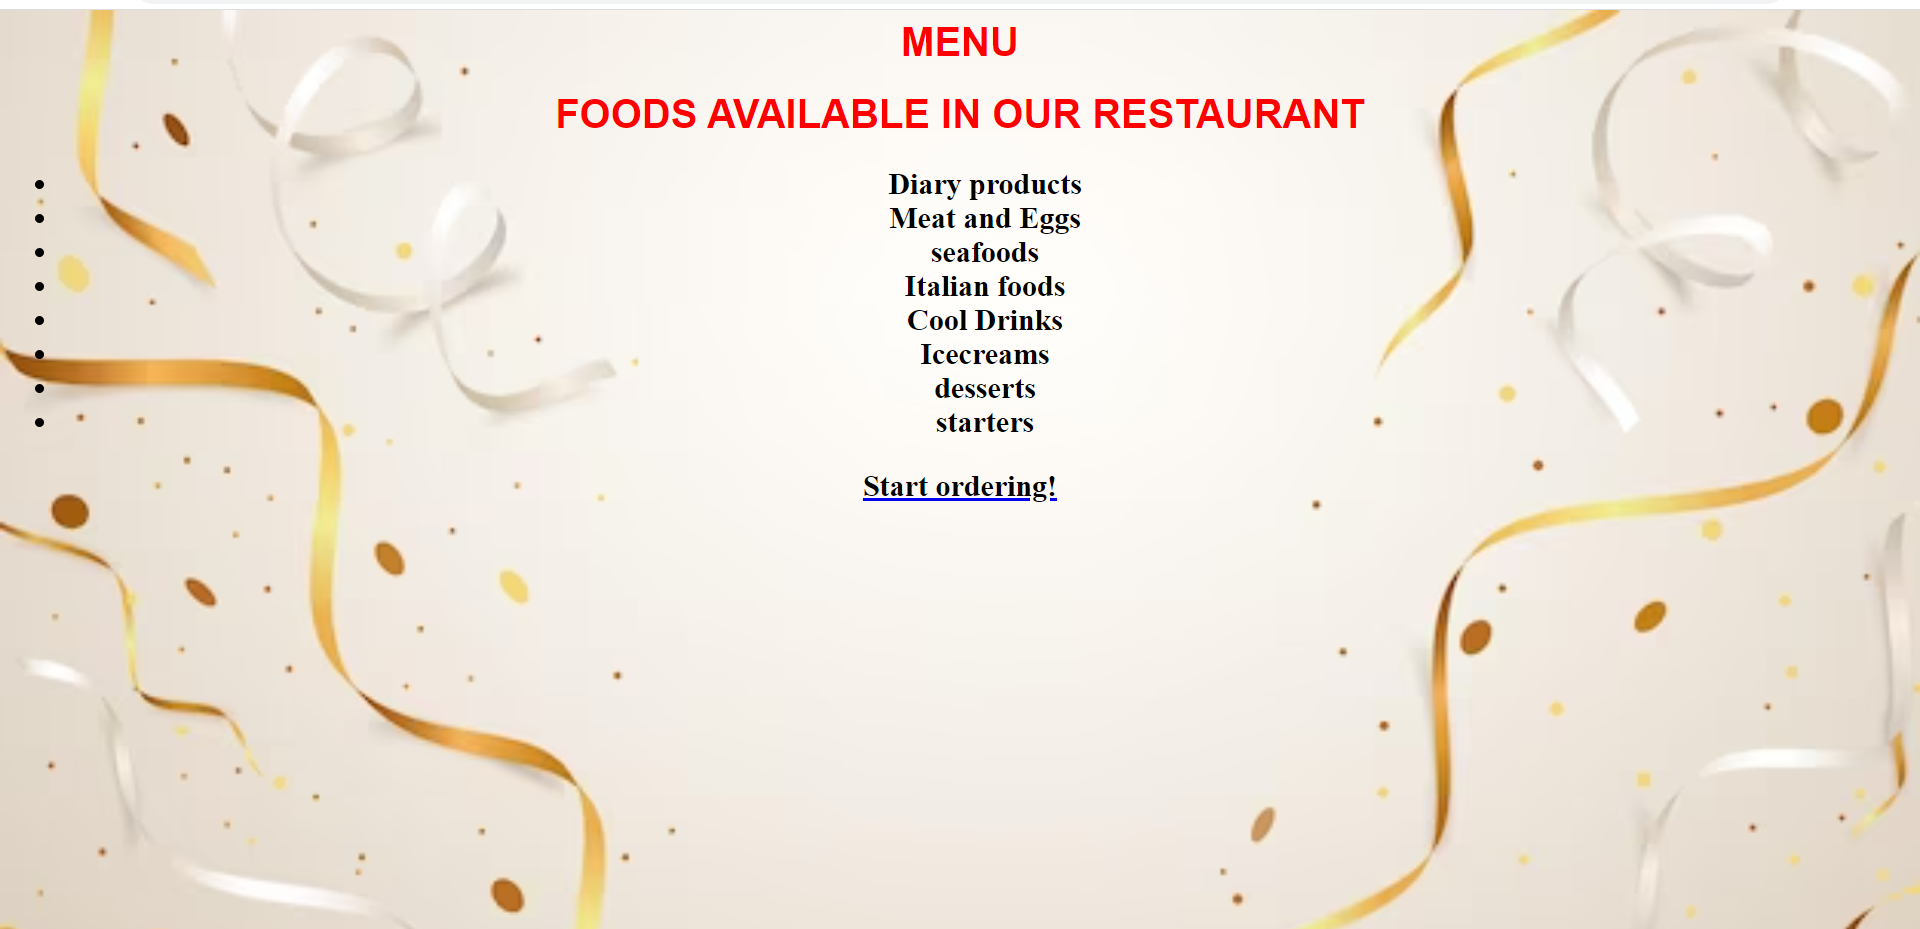 MENU
FOODS AVAILABLE IN OUR RESTAURANT
Diary products
Meat and Eggs
seafoods
Italian foods
Cool Drinks
Icecreams
desserts
starters
Start ordering!